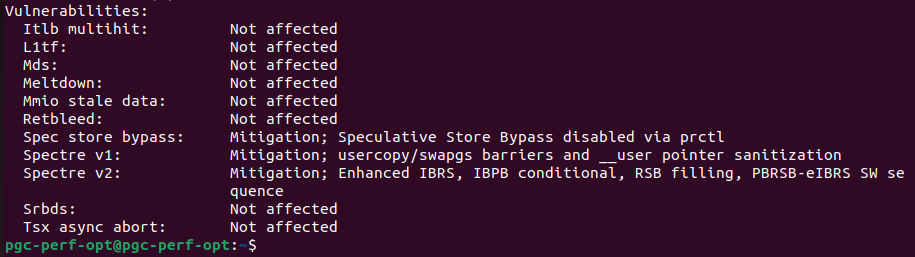 Vulnerabilities:
  Itlb multihit:         Not affected
  L1tf:                  Not affected
  Mds:                   Not affected
  Meltdown:              Not affected
  Mmio stale data:       Not affected
  Retbleed:              Not affected
  Spec store bypass:     Mitigation; Speculative Store Bypass disabled via prctl
  Spectre v1:            Mitigation; usercopy/swapgs barriers and __user pointer sanitization
  Spectre v2:            Mitigation; Enhanced IBRS, IBPB conditional, RSB filling, PBRSB-eIBRS SW se
                         quence
  Srbds:                 Not affected
  Tsx async abort:       Not affected
pgc-perf-opt@pgc-perf-opt:~$